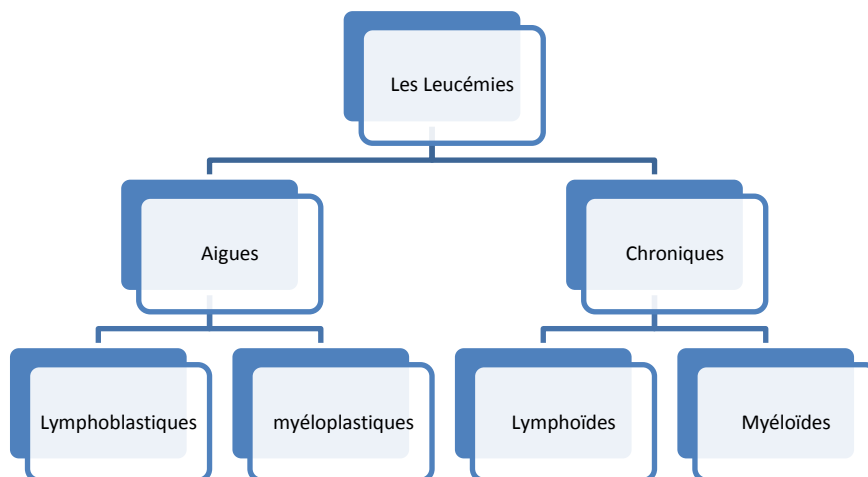 Les Leucémies
Aigues
Chroniques
Lymphoblastiques
myéloplastiques
Lymphoïdes
Myéloïdes